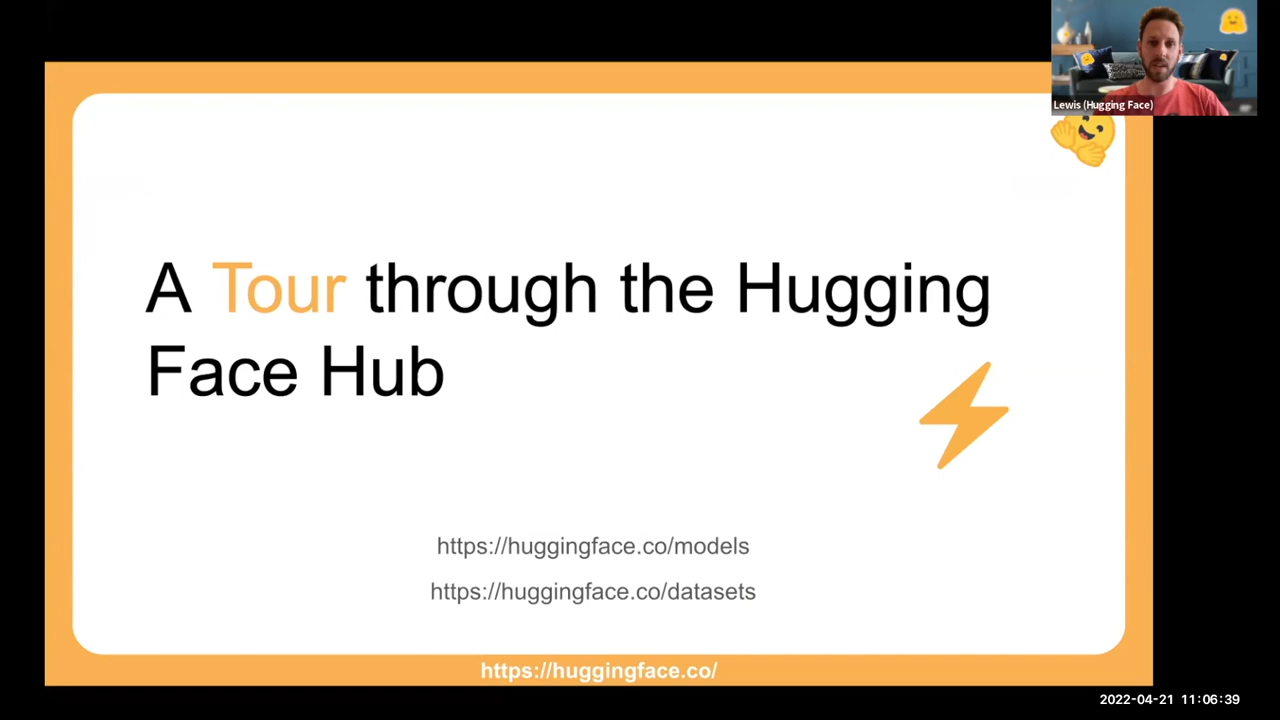 Lewis (Hugging Face)
A Tour through the Hugging
Face Hub
https://huggingface.co/models
https://huggingface.co/datasets
https://huggingface.co/
2022-04-21 11:06:39